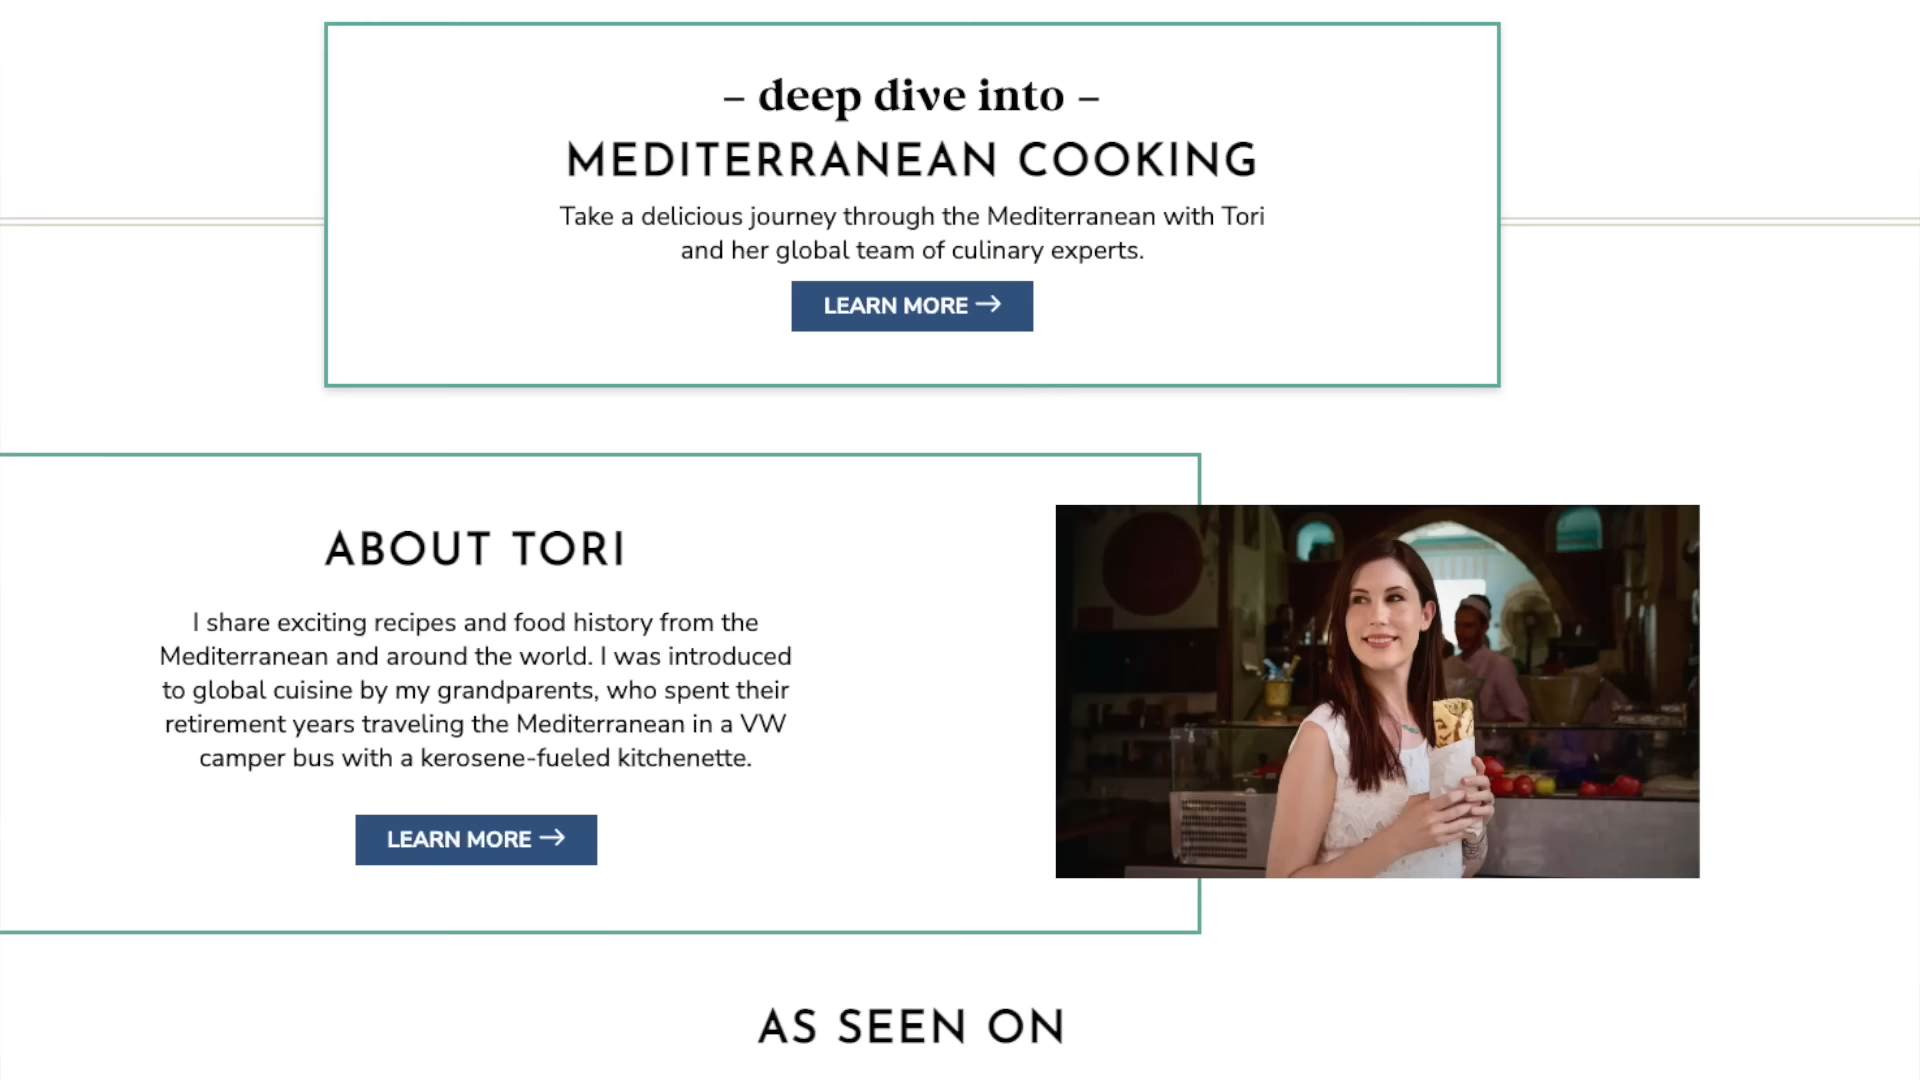 – deep dive into –
MEDITERRANEAN COOKING
Take a delicious journey through the Mediterranean with Tori
and her global team of culinary experts.
LEARN MORE →
ABOUT TORI
I share exciting recipes and food history from the
Mediterranean and around the world. I was introduced
to global cuisine by my grandparents, who spent their
retirement years traveling the Mediterranean in a VW
camper bus with a kerosene-fueled kitchenette.
LEARN MORE →
AS SEEN ON